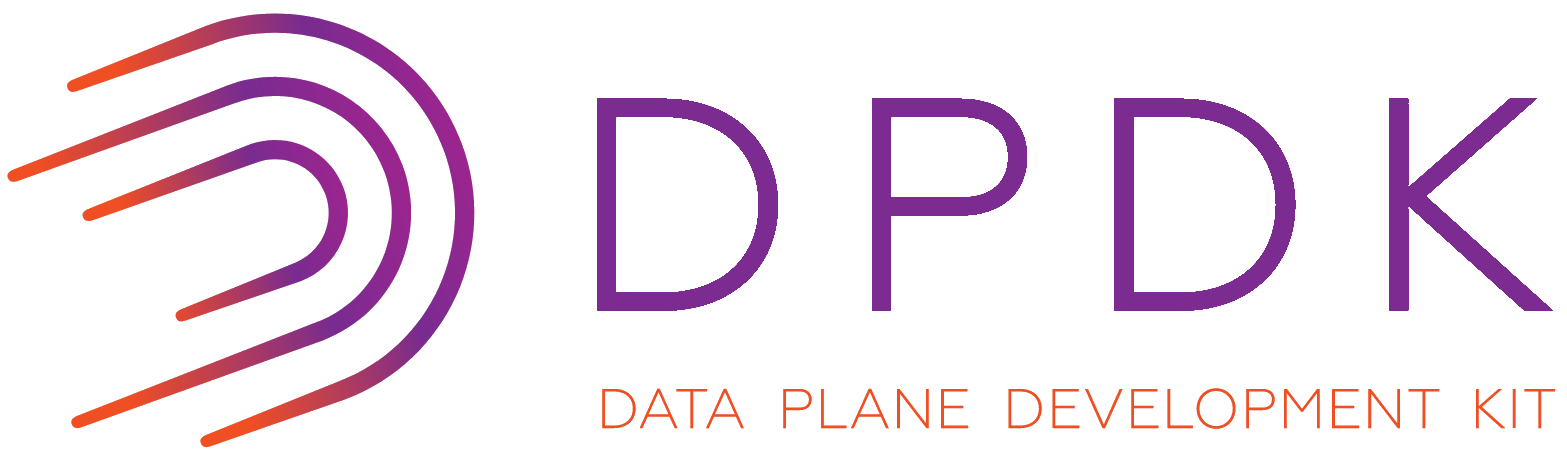 DPDK
DATA PLANE DEVELOPMENT KIT